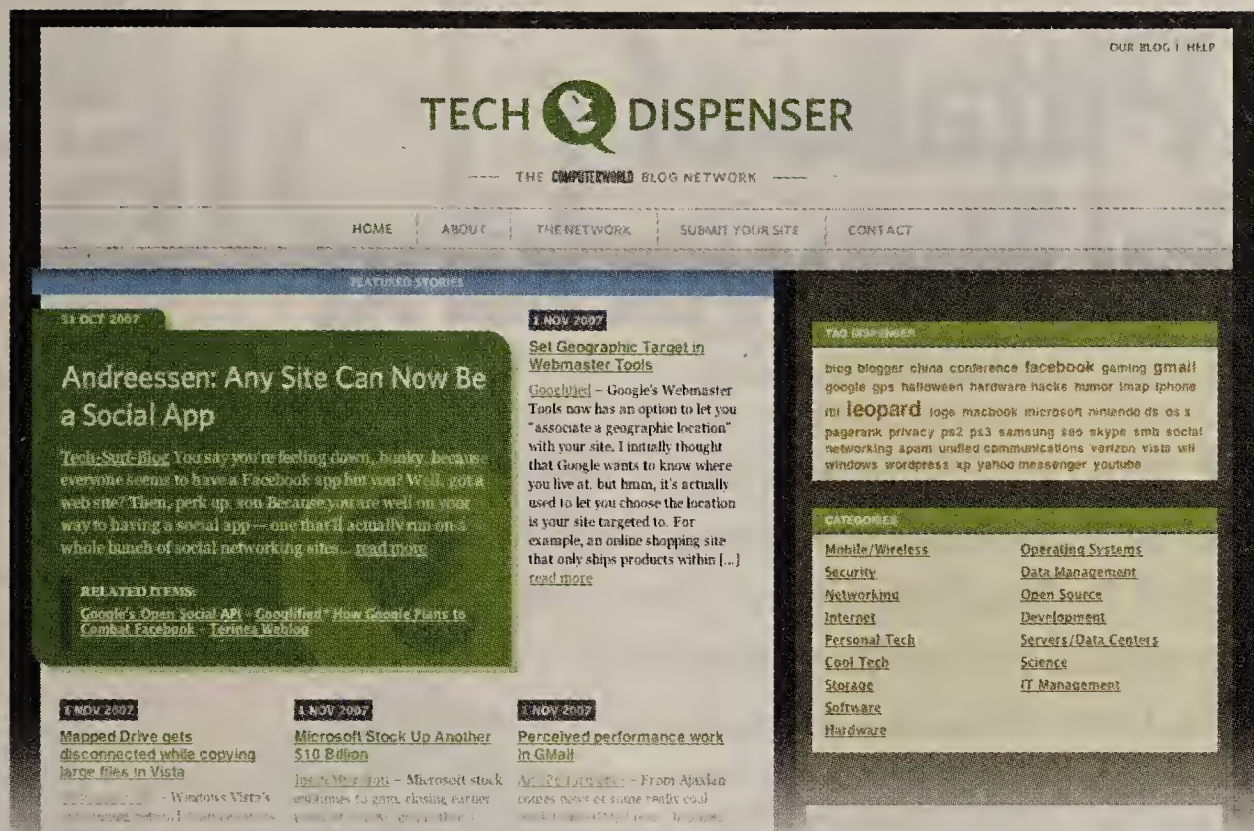 OUR BLOG | HELP
TECH DISPENSER
THE COMPUTERWORLD BLOG NETWORK
HOME
ABOUT
THE NETWORK
SUBMIT YOUR SITE
CONTACT
FEATURED STORIES
31 OCT 2007
Andreessen: Any Site Can Now Be
a Social App
Tech-Surf-Blog You say you're feeling down, bunny, because
everyone seems to have a Facebook app but you? Well, got a
web site? Then, perk up, son Because you are well on your
way to having a social app — one that'll actually run on a
whole bunch of social networking sites... read more
RELATED ITEMS:
Google's Open Social API - Googlified* How Google Plans to
Combat Facebook - Terinea Weblog
1 NOV 2007
Set Geographic Target in
Webmaster Tools
Googlified – Google's Webmaster
Tools now has an option to let you
"associate a geographic location"
with your site. I initially thought
that Google wants to know where
you live at, but hmm, it's actually
used to let you choose the location
is your site targeted to. For
example, an online shopping site
that only ships products within [...]
read more
1 NOV 2007
Mapped Drive gets
disconnected while copying
large files in Vista
– Windows Vista's
1 NOV 2007
Microsoft Stock Up Another
$10 Billion
– Microsoft stock
continues to gain, closing earlier
1 NOV 2007
Perceived performance work
in GMail
– From Ajaxian
comes news of some really cool
TAG DISPENSER
blog blogger china conference facebook gaming gmail
google gps halloween hardware hacks humor imap iphone
leopard logo macbook microsoft nintendo ds os x
pagerank privacy ps2 ps3 samsung seo skype smb social
networking spam unified communications verizon vista wii
windows wordpress xp yahoo messenger youtube
CATEGORIES
Mobile/Wireless
Security
Networking
Internet
Personal Tech
Cool Tech
Storage
Software
Hardware
Operating Systems
Data Management
Open Source
Development
Servers/Data Centers
Science
IT Management